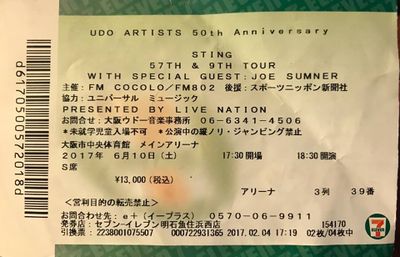 UDO ARTISTS 50th Anniversary
STING
57TH & 9TH TOUR
WITH SPECIAL GUEST:JOE SUMNER
主催:FM COCOLO/FM802 後援:スポーツニッポン新聞社
協力:ユニバーサル ミュージック
PRESENTED BY LIVE NATION
お問合せ:大阪ウドー音楽事務所 06-6341-4506
*未就学児童入場不可 *公演中の縦ノリ・ジャンピング禁止
大阪市中央体育館 メインアリーナ
2017年 6月10日(土) 17:30開場 18:30開演
S席
¥13,000(税込)
アリーナ 3列 39番
<営利目的の転売禁止>
お問合わせ先:e+(イープラス) 0570-06-9911
発券店:セブン-イレブン明石魚住浜西店 154170
引換票:2238001075507 000722931365 2017.02.04 17:19 02枚/04枚中
d6170500572018d
7
ELEVEN